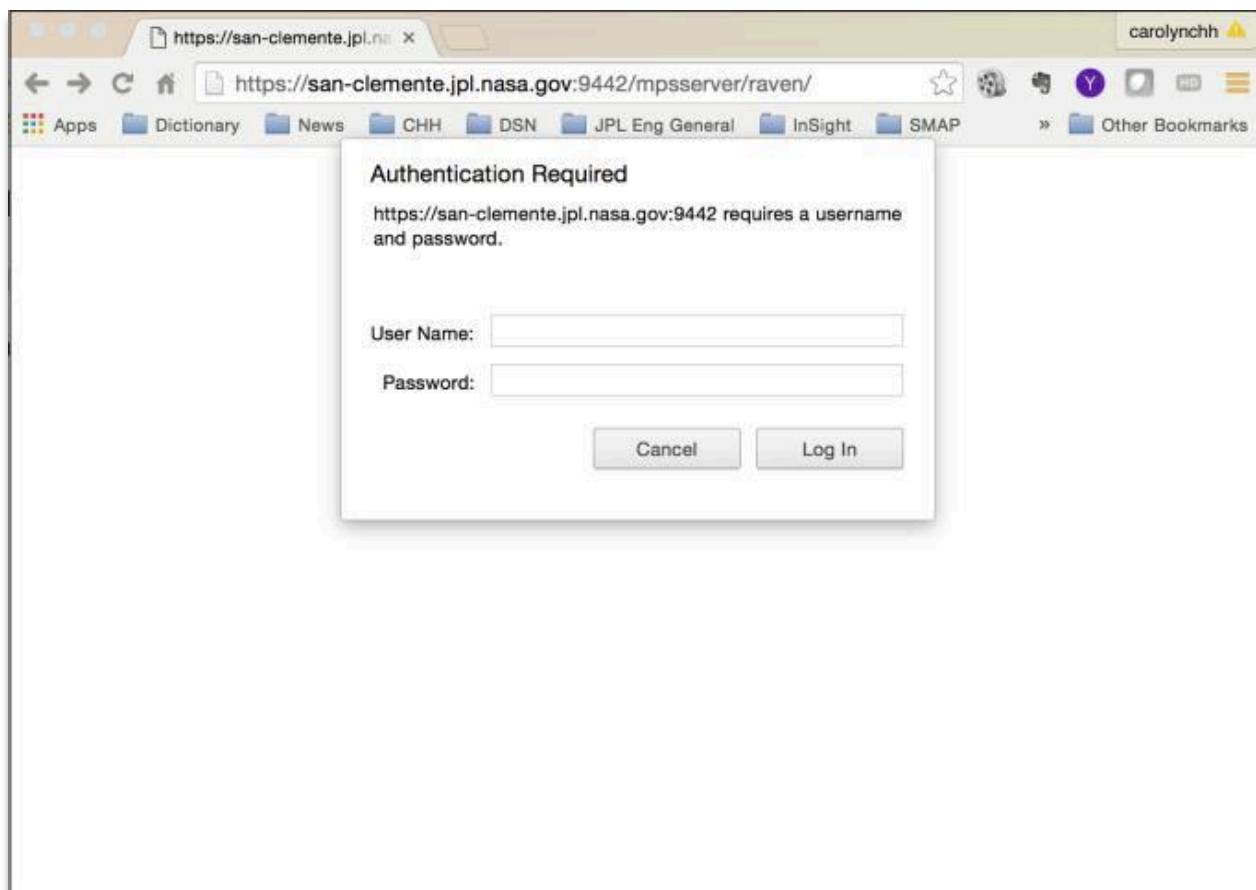 https://san-clemente.jpl.na
carolynchh
https://san-clemente.jpl.nasa.gov:9442/mpsserver/raven/
Y
HD
Apps Dictionary News CHH DSN JPL Eng General InSight SMAP » Other Bookmarks
Authentication Required
https://san-clemente.jpl.nasa.gov:9442 requires a username
and password.
User Name:
Password:
Cancel Log In